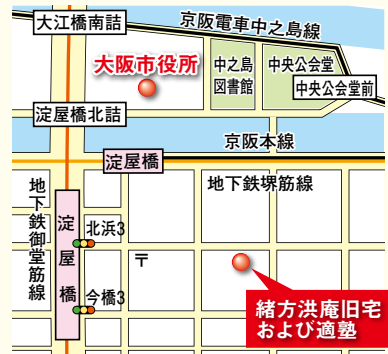 大江橋南詰
京阪電車中之島線
大阪市役所
中之島
図書館
中央公会堂
中央公会堂前
淀屋橋北詰
京阪本線
淀屋橋
地下鉄堺筋線
地下鉄御堂筋線
淀屋橋
北浜3
〒
今橋3
緒方洪庵旧宅
および適塾